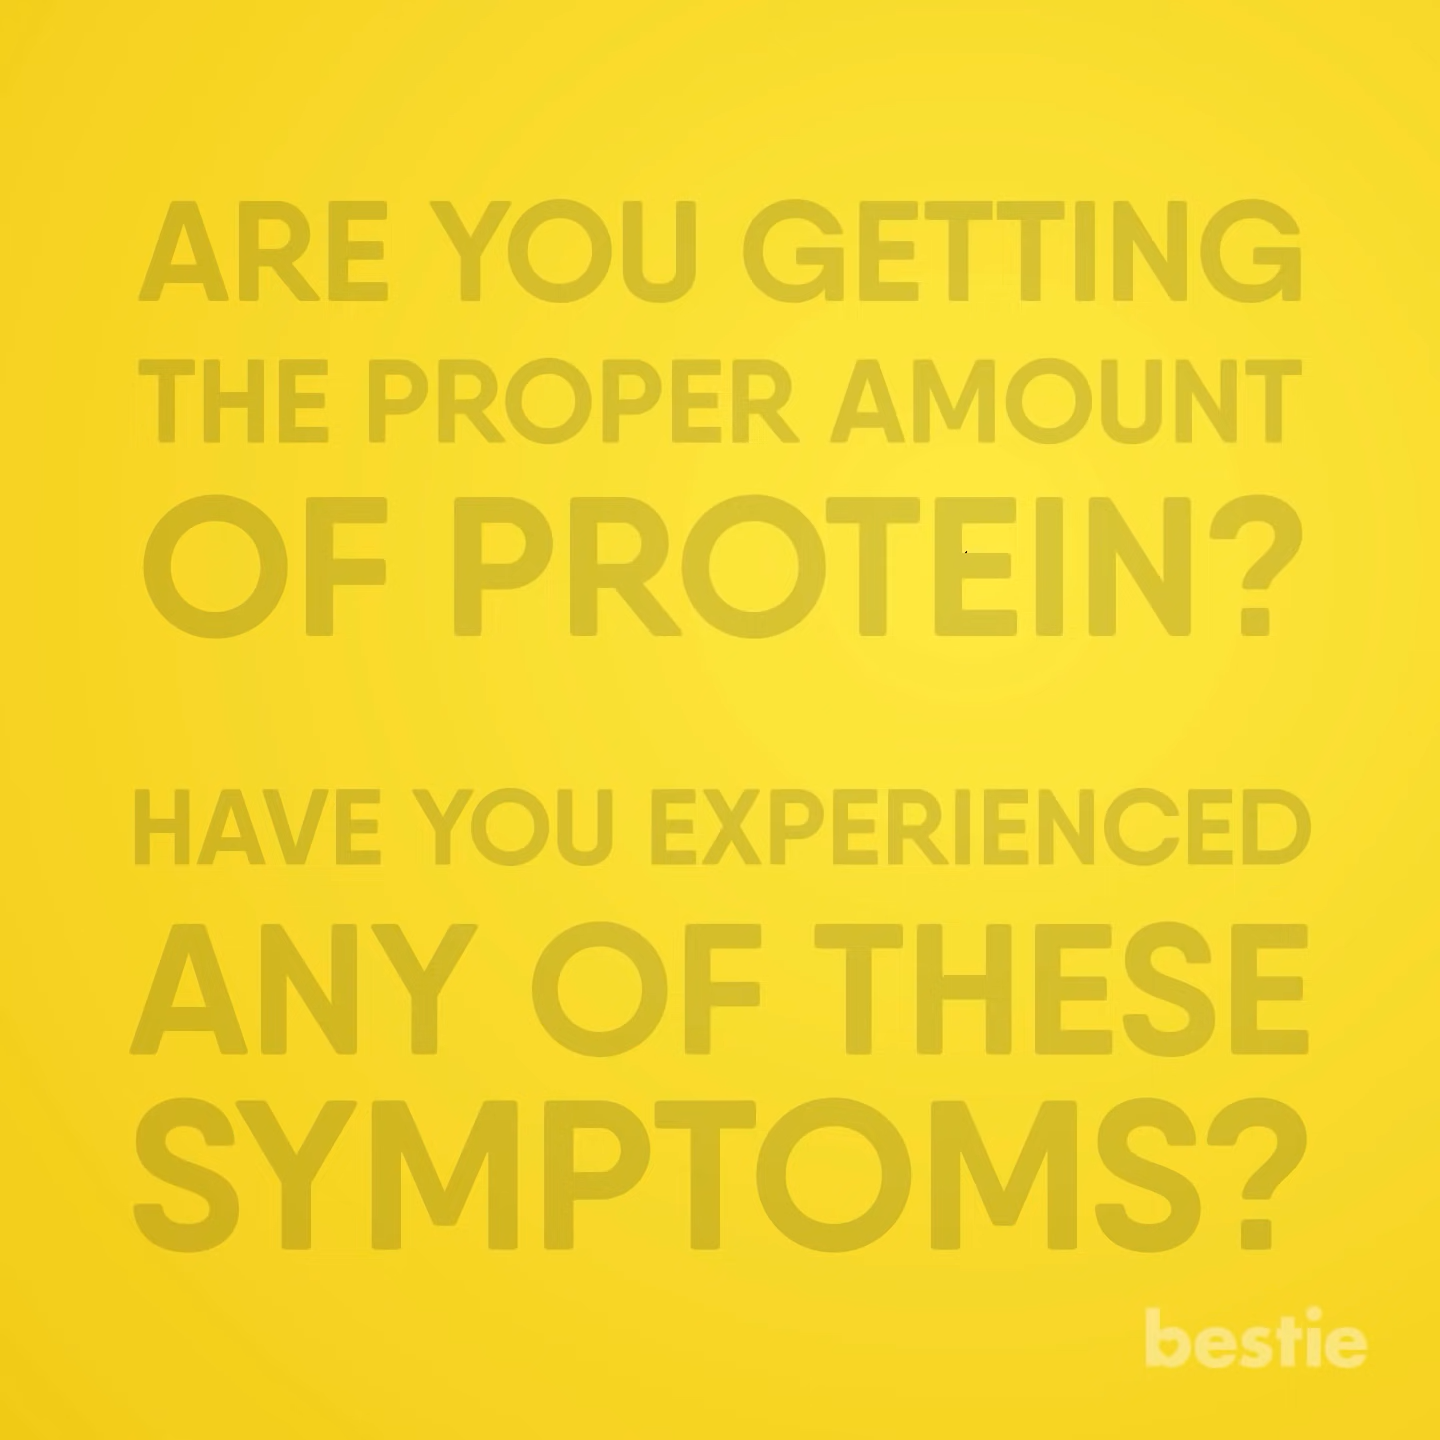 ARE YOU GETTING
THE PROPER AMOUNT
OF PROTEIN?
HAVE YOU EXPERIENCED
ANY OF THESE
SYMPTOMS?
bestie